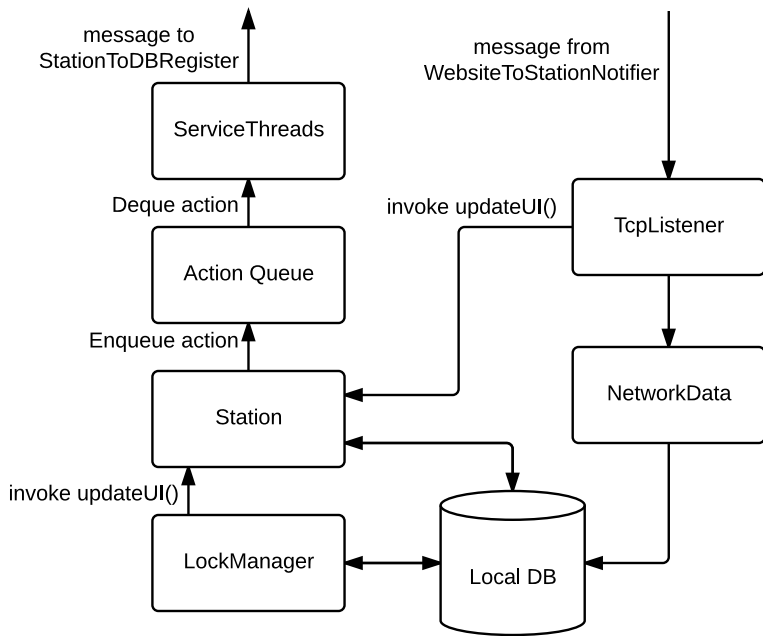 message to
StationToDBRegister
message from
WebsiteToStationNotifier
ServiceThreads
Deque action
invoke updateUI()
TcpListener
Action Queue
Enqueue action
NetworkData
Station
invoke updateUI()
LockManager
Local DB